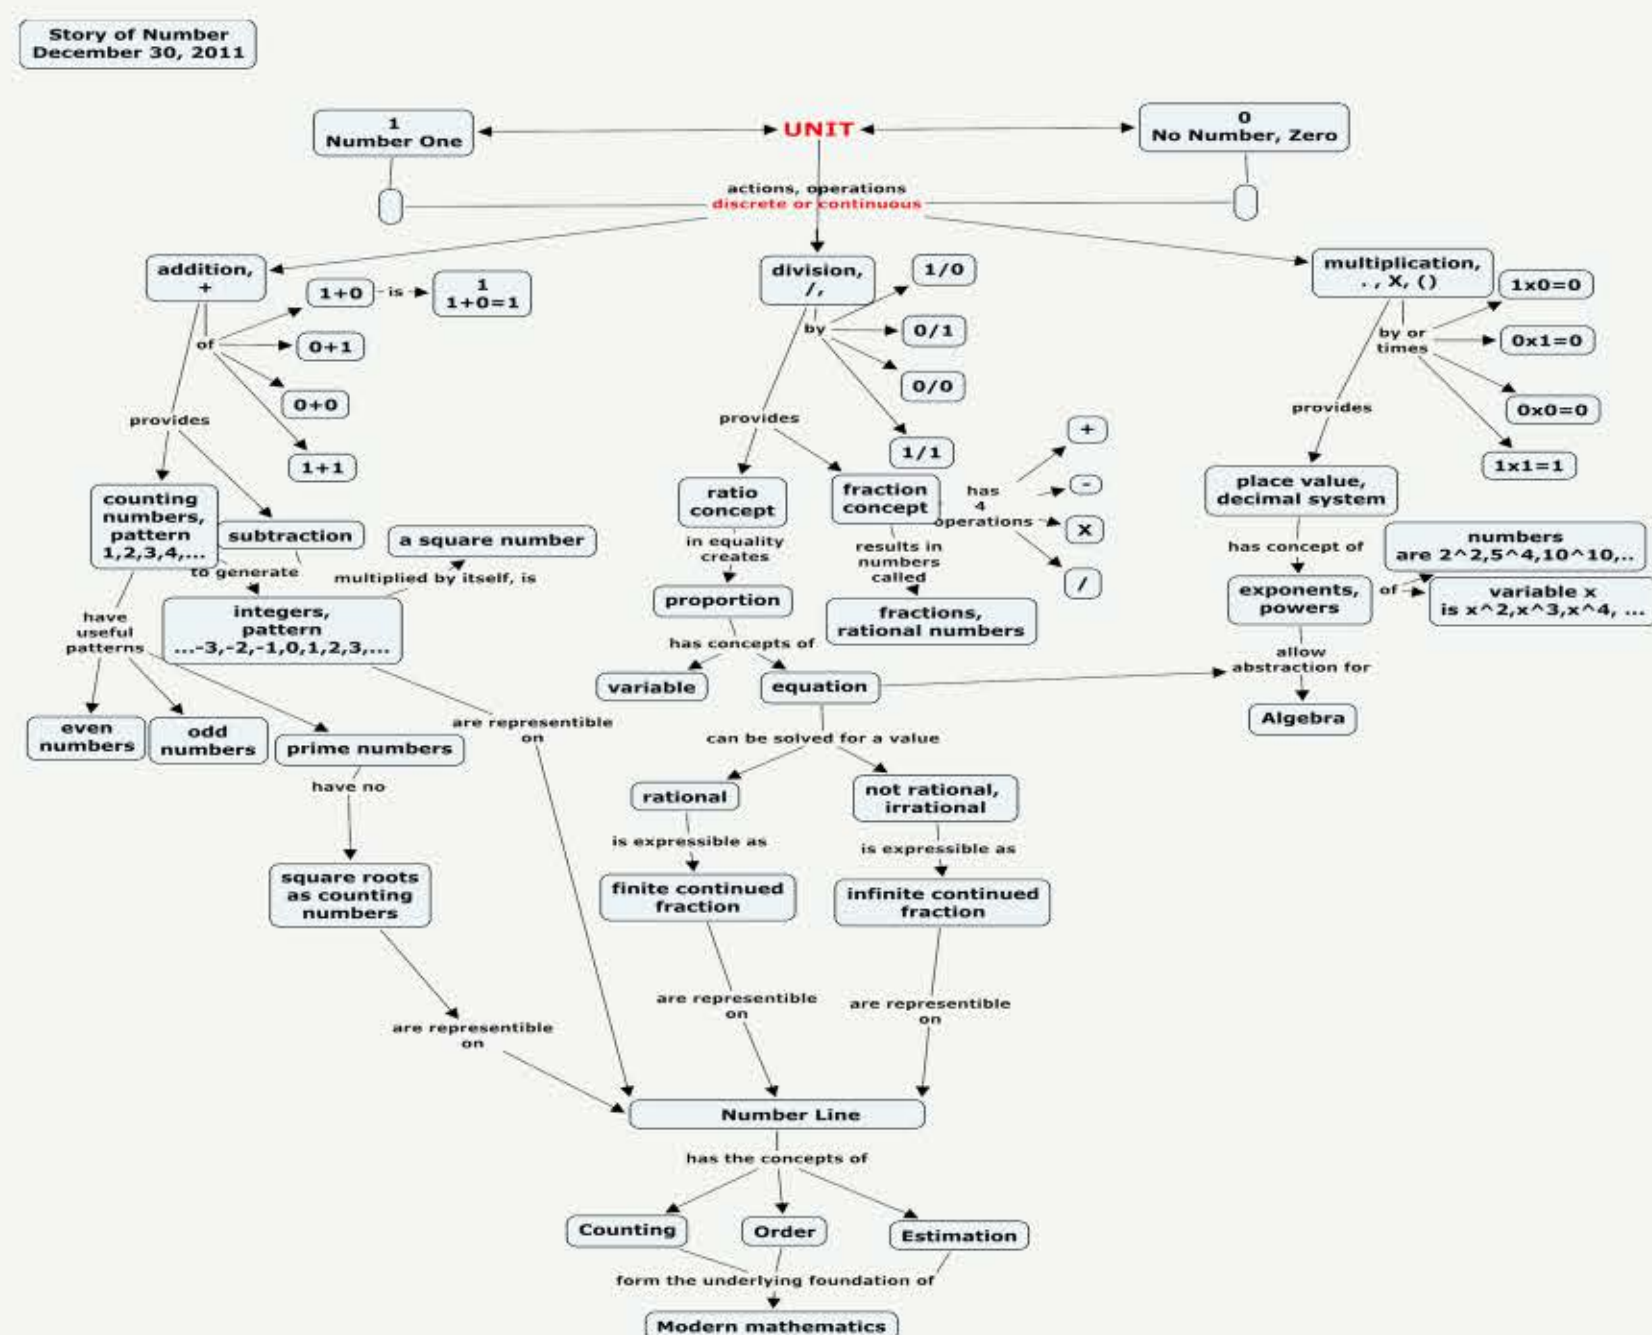 Story of Number
December 30, 2011
1
Number One
UNIT
0
No Number, Zero
actions, operations
discrete or continuous
addition,
+
1+0
is
1
1+0=1
of
0+1
0+0
1+1
provides
counting
numbers,
pattern
1,2,3,4,...
subtraction
to generate
a square number
multiplied by itself, is
integers,
pattern
...-3,-2,-1,0,1,2,3,...
have
useful
patterns
even
numbers
odd
numbers
prime numbers
have no
square roots
as counting
numbers
are representible
on
are representible
on
division,
/,
by
1/0
0/1
0/0
1/1
provides
ratio
concept
fraction
concept
has
4
operations
+
-
X
/
in equality
creates
results in
numbers
called
proportion
fractions,
rational numbers
has concepts of
variable
equation
can be solved for a value
rational
not rational,
irrational
is expressible as
is expressible as
finite continued
fraction
infinite continued
fraction
are representible
on
are representible
on
multiplication,
. , X, ()
by or
times
1x0=0
0x1=0
0x0=0
1x1=1
provides
place value,
decimal system
has concept of
exponents,
powers
of
numbers
are 2^2,5^4,10^10,..
variable x
is x^2,x^3,x^4, ...
allow
abstraction for
Algebra
Number Line
has the concepts of
Counting
Order
Estimation
form the underlying foundation of
Modern mathematics